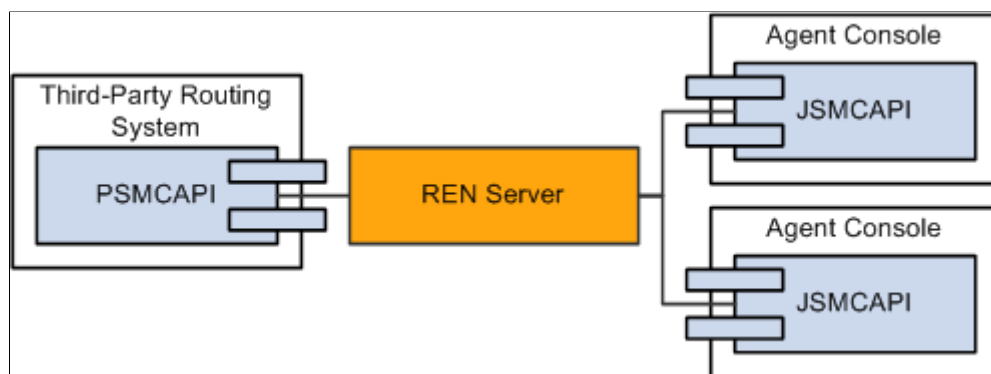 Third-Party Routing
System
PSMCAPI
REN Server
Agent Console
JSMCAPI
Agent Console
JSMCAPI